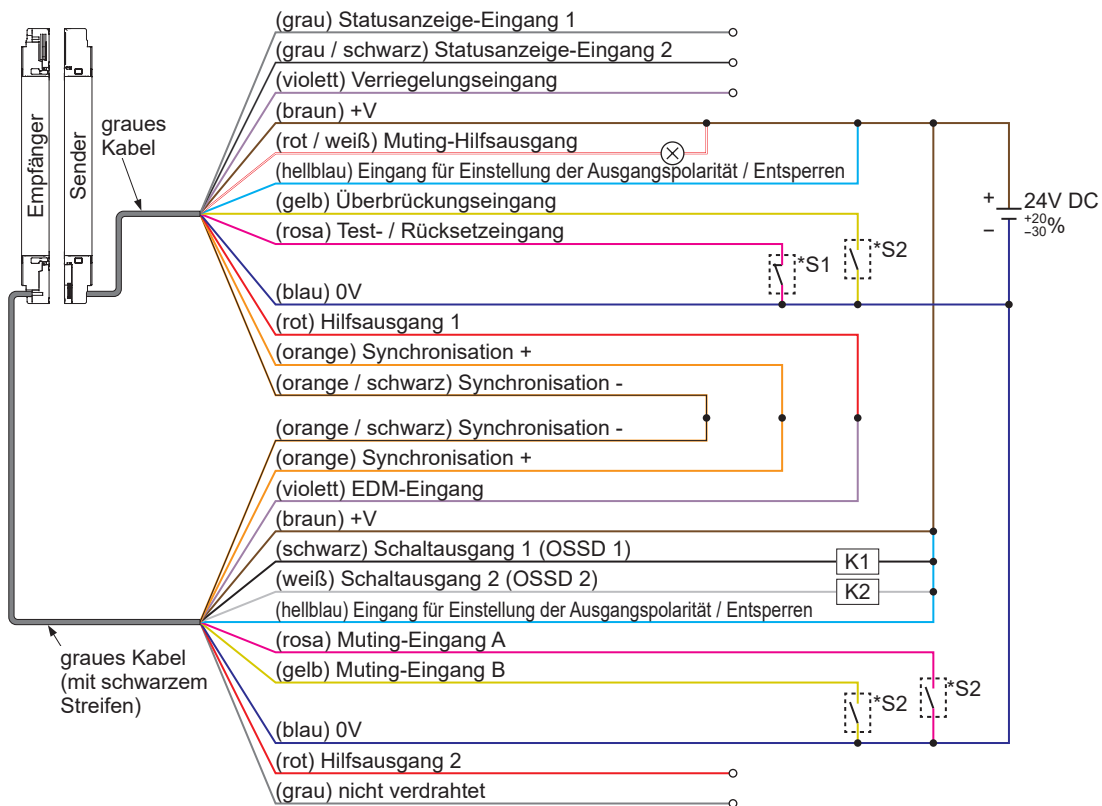 (grau) Statusanzeige-Eingang 1
(grau / schwarz) Statusanzeige-Eingang 2
(violett) Verriegelungseingang
(braun) +V
(rot / weiß) Muting-Hilfsausgang
(hellblau) Eingang für Einstellung der Ausgangspolarität / Entsperren
(gelb) Überbrückungseingang
(rosa) Test- / Rücksetzeingang
(blau) 0V
(rot) Hilfsausgang 1
(orange) Synchronisation +
(orange / schwarz) Synchronisation -
(orange / schwarz) Synchronisation -
(orange) Synchronisation +
(violett) EDM-Eingang
(braun) +V
(schwarz) Schaltausgang 1 (OSSD 1)
(weiß) Schaltausgang 2 (OSSD 2)
(hellblau) Eingang für Einstellung der Ausgangspolarität / Entsperren
(rosa) Muting-Eingang A
(gelb) Muting-Eingang B
(blau) 0V
(rot) Hilfsausgang 2
(grau) nicht verdrahtet
Empfänger
Sender
graues
Kabel
graues Kabel
(mit schwarzem
Streifen)
*S1
*S2
+
−
24V DC
+20
−30%
K1
K2
*S2
*S2